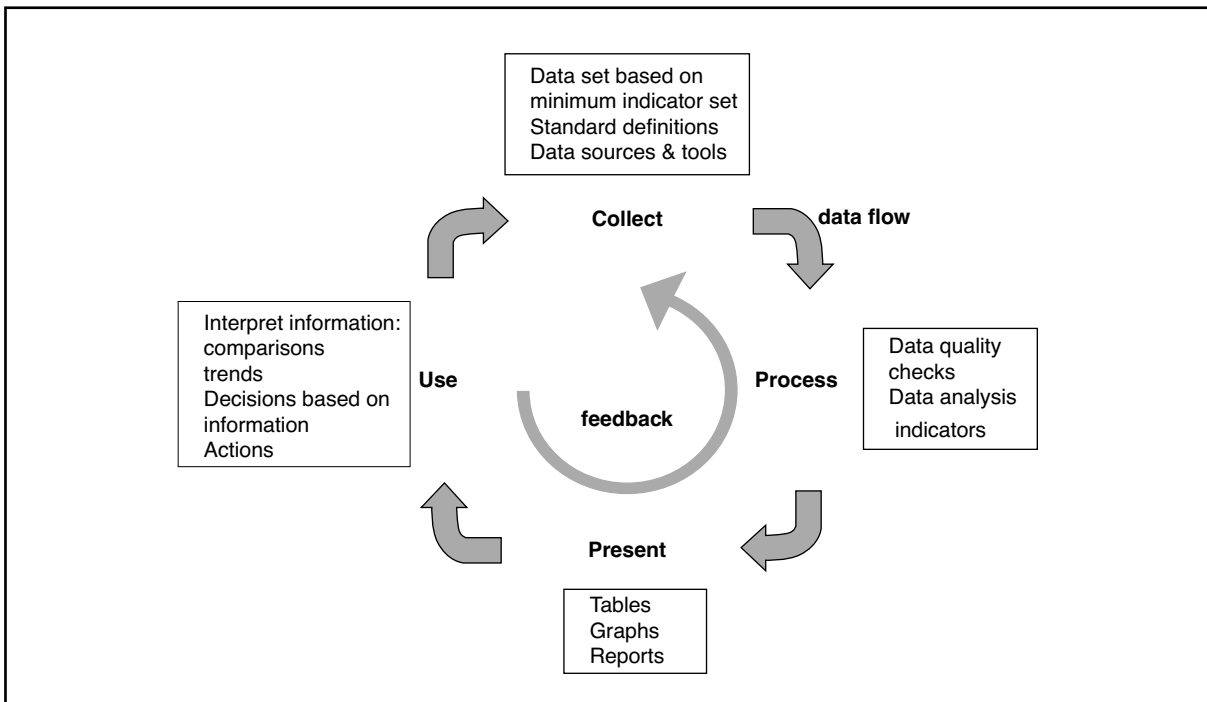 Data set based on
minimum indicator set
Standard definitions
Data sources & tools
Collect
data flow
Interpret information:
comparisons
trends
Decisions based on
information
Actions
Use
feedback
Process
Data quality
checks
Data analysis
indicators
Present
Tables
Graphs
Reports